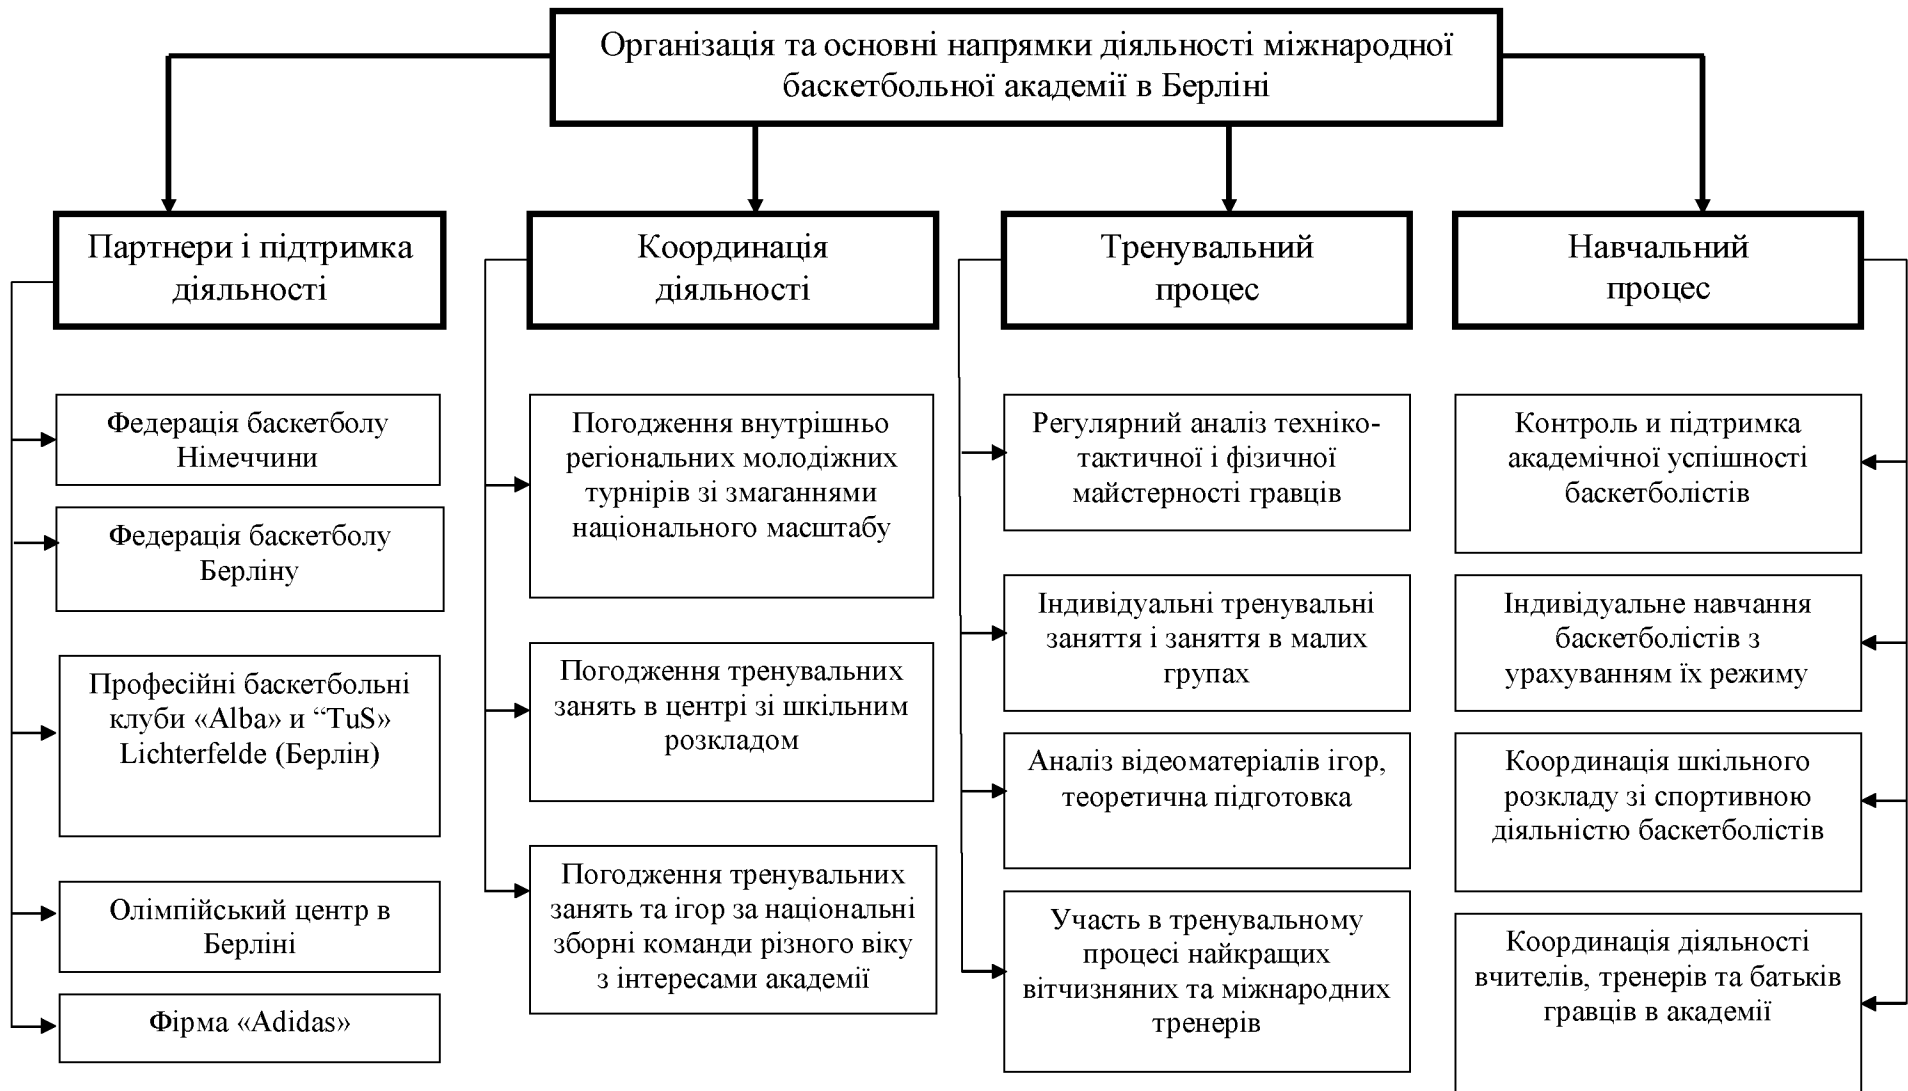 Організація та основні напрямки діяльності міжнародної
баскетбольної академії в Берліні
Партнери і підтримка
діяльності
Федерація баскетболу
Німеччини
Федерація баскетболу
Берліну
Професійні баскетбольні
клуби «Alba» и “TuS»
Lichterfelde (Берлін)
Олімпійський центр в
Берліні
Фірма «Adidas»
Координація
діяльності
Погодження внутрішньо
регіональних молодіжних
турнірів зі змаганнями
національного масштабу
Погодження тренувальних
занять в центрі зі шкільним
розкладом
Погодження тренувальних
занять та ігор за національні
збірні команди різного віку
з інтересами академії
Тренувальний
процес
Регулярний аналіз техніко-
тактичної і фізичної
майстерності гравців
Індивідуальні тренувальні
заняття і заняття в малих
групах
Аналіз відеоматеріалів ігор,
теоретична підготовка
Участь в тренувальному
процесі найкращих
вітчизняних та міжнародних
тренерів
Навчальний
процес
Контроль и підтримка
академічної успішності
баскетболістів
Індивідуальне навчання
баскетболістів з
урахуванням їх режиму
Координація шкільного
розкладу зі спортивною
діяльністю баскетболістів
Координація діяльності
вчителів, тренерів та батьків
гравців в академії